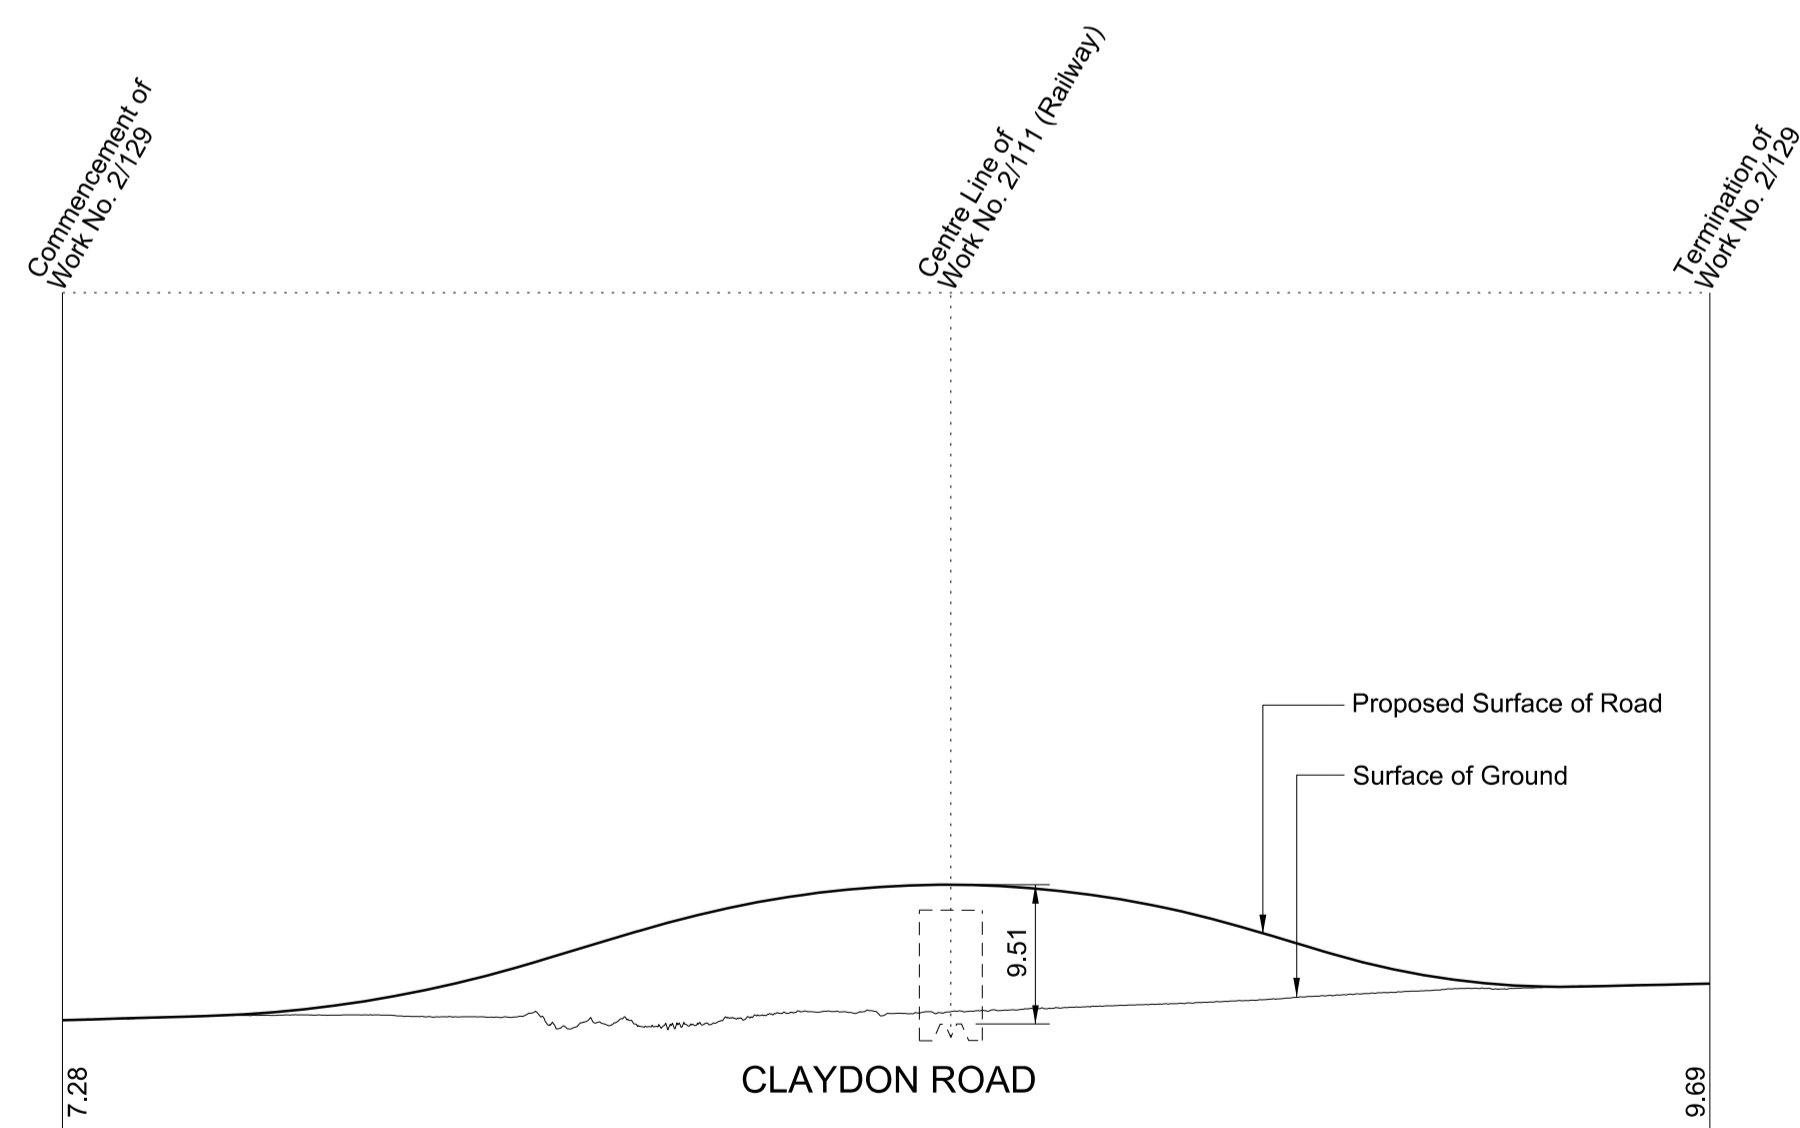 Commencement of
Work No. 2/129
Centre Line of
Work No. 2/111 (Railway)
Termination of
Work No. 2/129
Proposed Surface of Road
Surface of Ground
9.51
CLAYDON ROAD
7.28
9.69